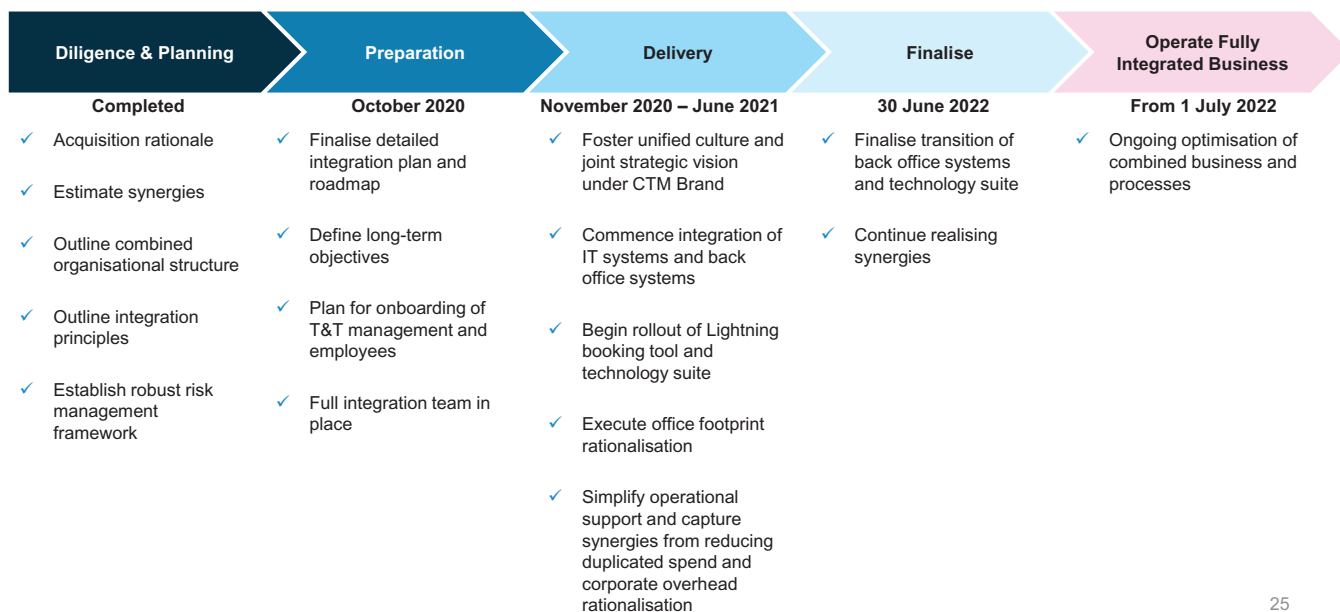 Diligence & Planning
Preparation
Delivery
Finalise
Operate Fully
Integrated Business
Completed
Acquisition rationale
Estimate synergies
Outline combined
organisational structure
Outline integration
principles
Establish robust risk
management
framework
October 2020
Finalise detailed
integration plan and
roadmap
Define long-term
objectives
Plan for onboarding of
T&T management and
employees
Full integration team in
place
November 2020 – June 2021
Foster unified culture and
joint strategic vision
under CTM Brand
Commence integration of
IT systems and back
office systems
Begin rollout of Lightning
booking tool and
technology suite
Execute office footprint
rationalisation
Simplify operational
support and capture
synergies from reducing
duplicated spend and
corporate overhead
rationalisation
30 June 2022
Finalise transition of
back office systems
and technology suite
Continue realising
synergies
From 1 July 2022
Ongoing optimisation of
combined business and
processes
25